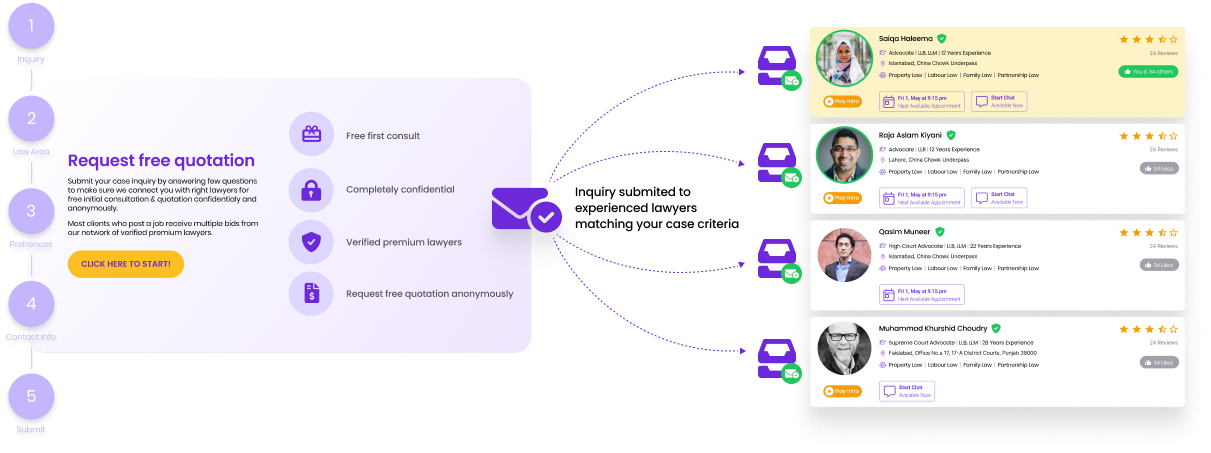 1
Inquiry
2
Law Area
3
Prefrences
4
Contact Info
5
Submit
Request free quotation
Submit your case inquiry by answering few questions
to make sure we connect you with right lawyers for
free initial consultation & quotation confidentialy and
anonymously.
Most clients who post a job receive multiple bids from
our network of verified premium lawyers.
CLICK HERE TO START!
Free first consult
Completely confidential
Verified premium lawyers
Request free quotation anonymously
Inquiry submited to
experienced lawyers
matching your case criteria
Saiqa Haleema
Advocate | LLB, LLM | 12 Years Experience
Islamabad, China Chovik Underpass
Property Law | Labour Law | Family Law | Partnership Law
24 Reviews
You & 34 others
Play Intro
Fri 1, May at 9:15 pm
Next Available Appointment
Start Chat
Available Now
Raja Aslam Kiyani
Advocate | LLB | 12 Years Experience
Lahore, China Chowk Underpass
Property Law | Labour Law | Family Law | Partnership Law
24 Reviews
34 Likes
Play Intro
Fri 1, May at 9:15 pm
Next Available Appointment
Start Chat
Available Now
Qasim Muneer
High Court Advocate | LLB, LLM | 22 Years Experience
Islamabad, China Chowk Underpass
Property Law | Labour Law | Family Law | Partnership Law
24 Reviews
34 Likes
Fri 1, May at 9:15 pm
Next Available Appointment
Muhammad Khurshid Choudry
Supreme Court Advocate | LLB, LLM | 28 Years Experience
Faisiabad, Office No.s 17, 17-A District Courts, Punjab 38000
Property Law | Labour Law | Family Law | Partnership Law
24 Reviews
34 Likes
Play Intro
Start Chat
Available Now